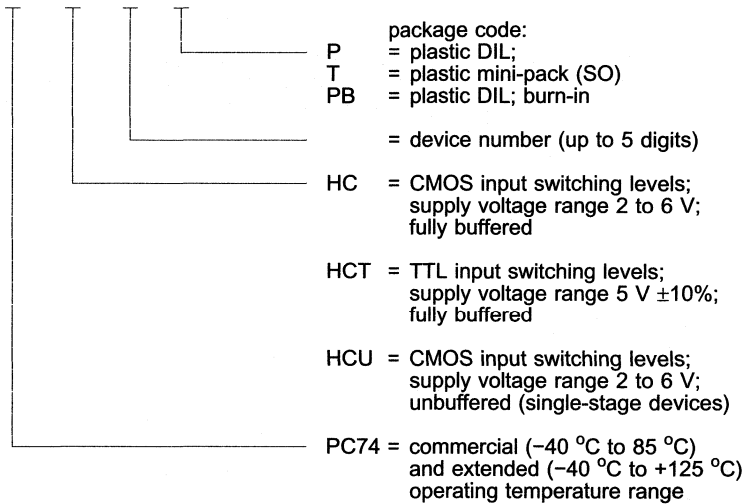 package code:
P = plastic DIL;
T = plastic mini-pack (SO)
PB = plastic DIL; burn-in
= device number (up to 5 digits)
HC = CMOS input switching levels;
supply voltage range 2 to 6 V;
fully buffered
HCT = TTL input switching levels;
supply voltage range 5 V ±10%;
fully buffered
HCU = CMOS input switching levels;
supply voltage range 2 to 6 V;
unbuffered (single-stage devices)
PC74 = commercial (−40 °C to 85 °C)
and extended (−40 °C to +125 °C)
operating temperature range